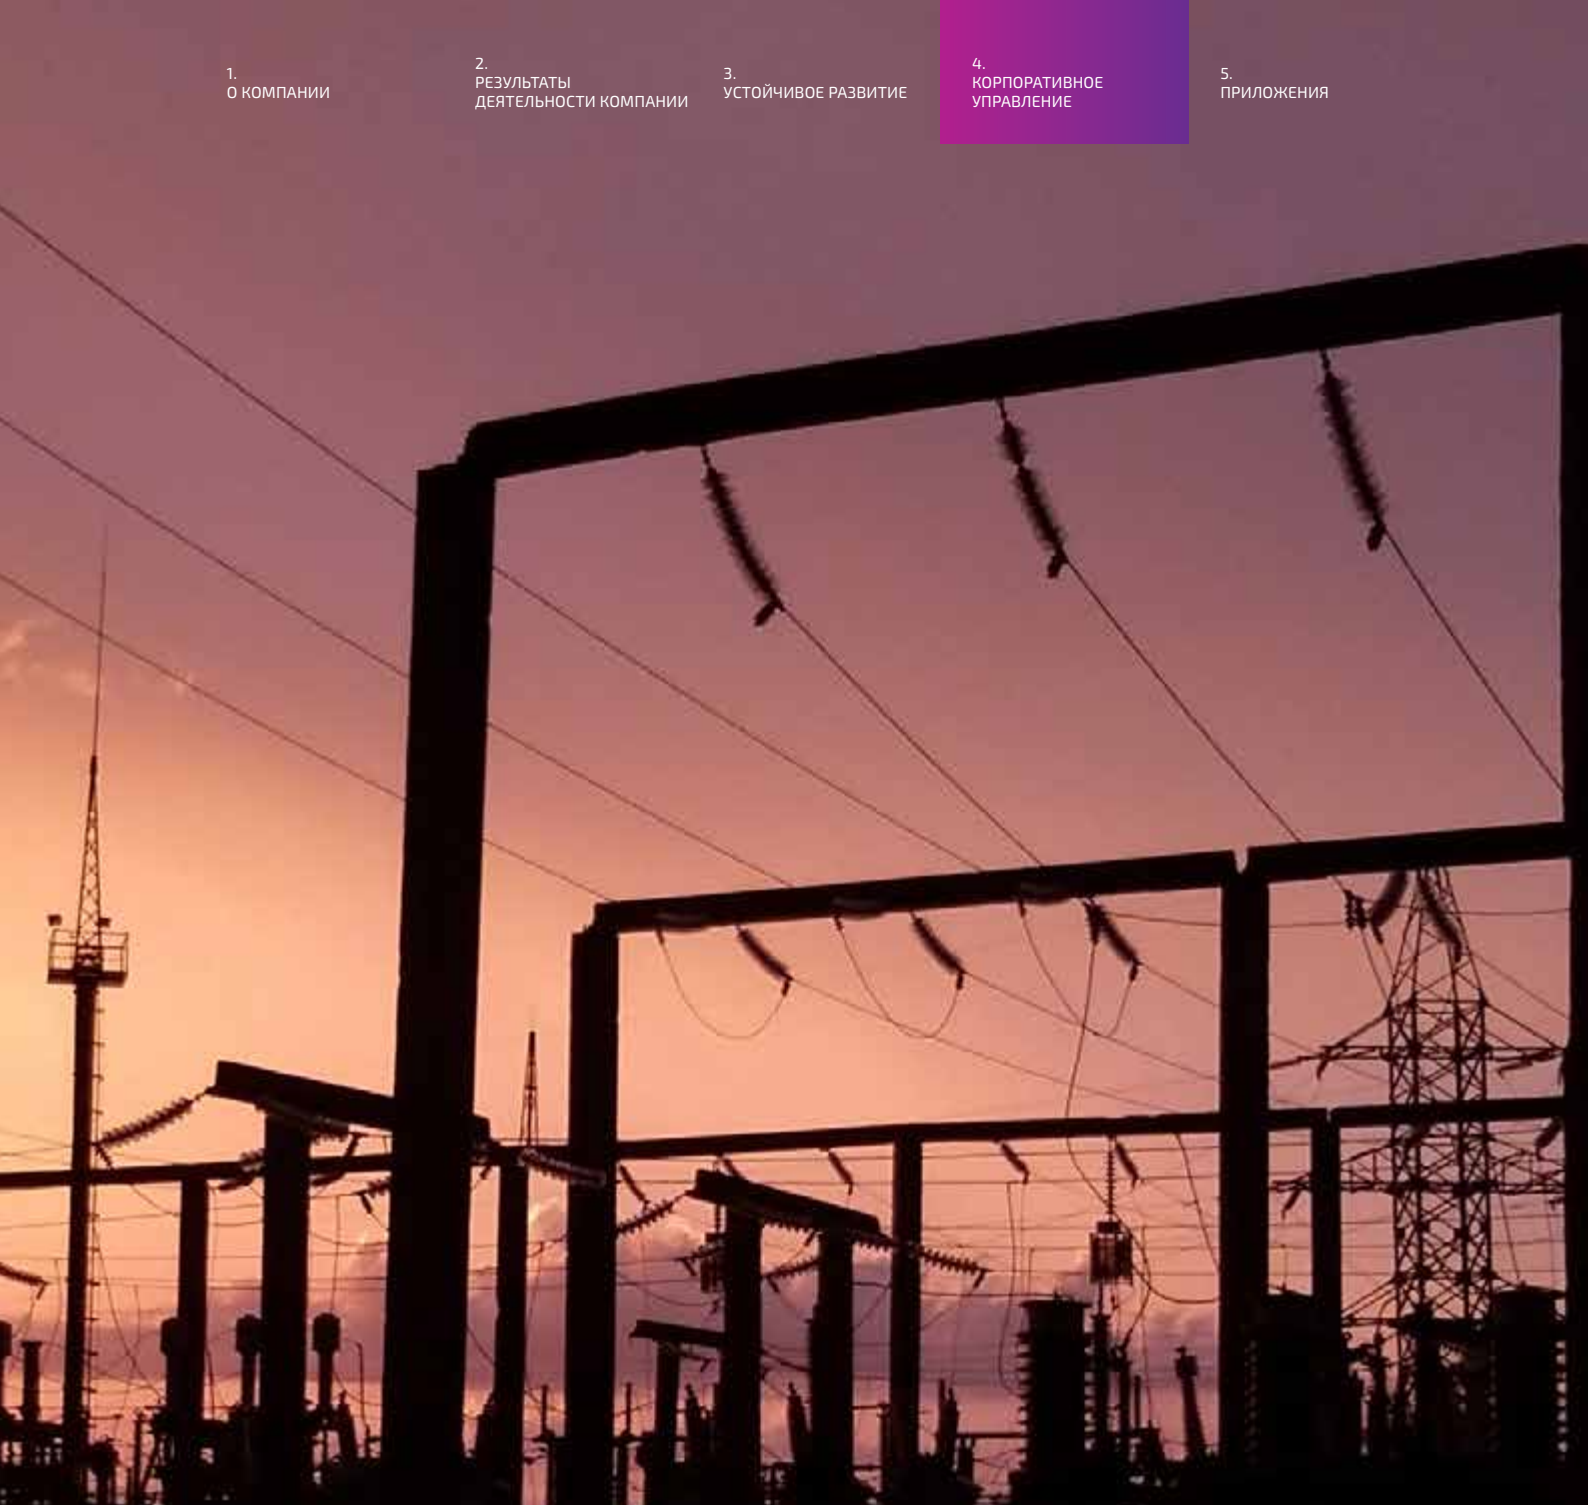 1.
О КОМПАНИИ
2.
РЕЗУЛЬТАТЫ
ДЕЯТЕЛЬНОСТИ КОМПАНИИ
3.
УСТОЙЧИВОЕ РАЗВИТИЕ
4.
КОРПОРАТИВНОЕ
УПРАВЛЕНИЕ
5.
ПРИЛОЖЕНИЯ